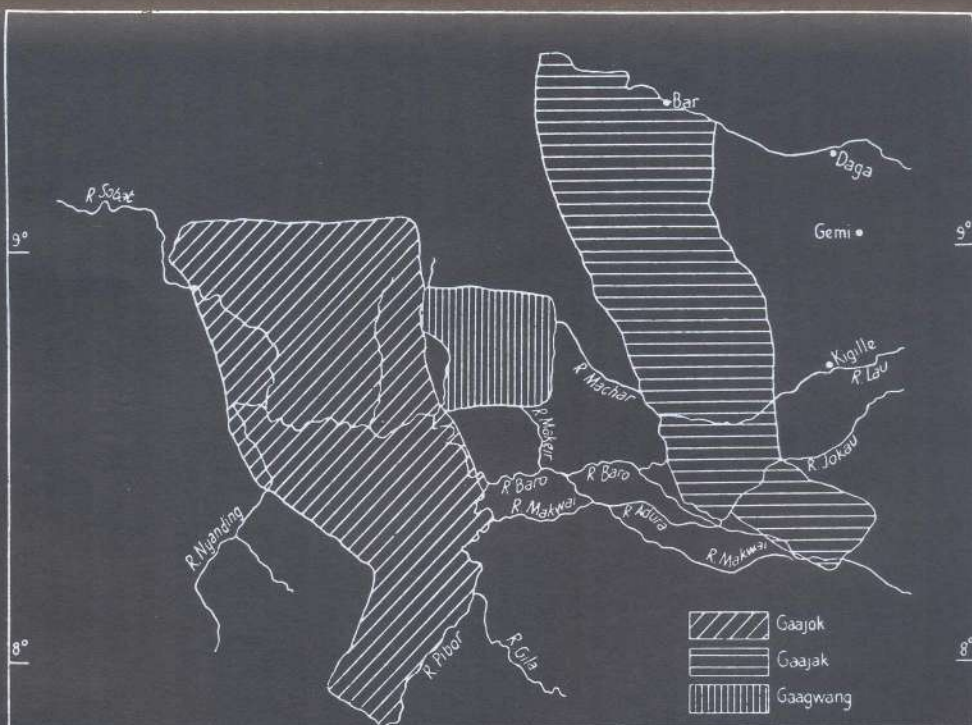 Bar
Daga
R. Sobat
Gemi
9°
9°
Kigille
R. Lau
R. Machar
R. Mokeir
R. Jokau
R. Baro
R. Baro
R. Makwai
R. Adura
R. Makwai
R. Nyanding
Gaajok
R. Gila
R. Pibor
8°
Gaajak
8°
Gaagwang